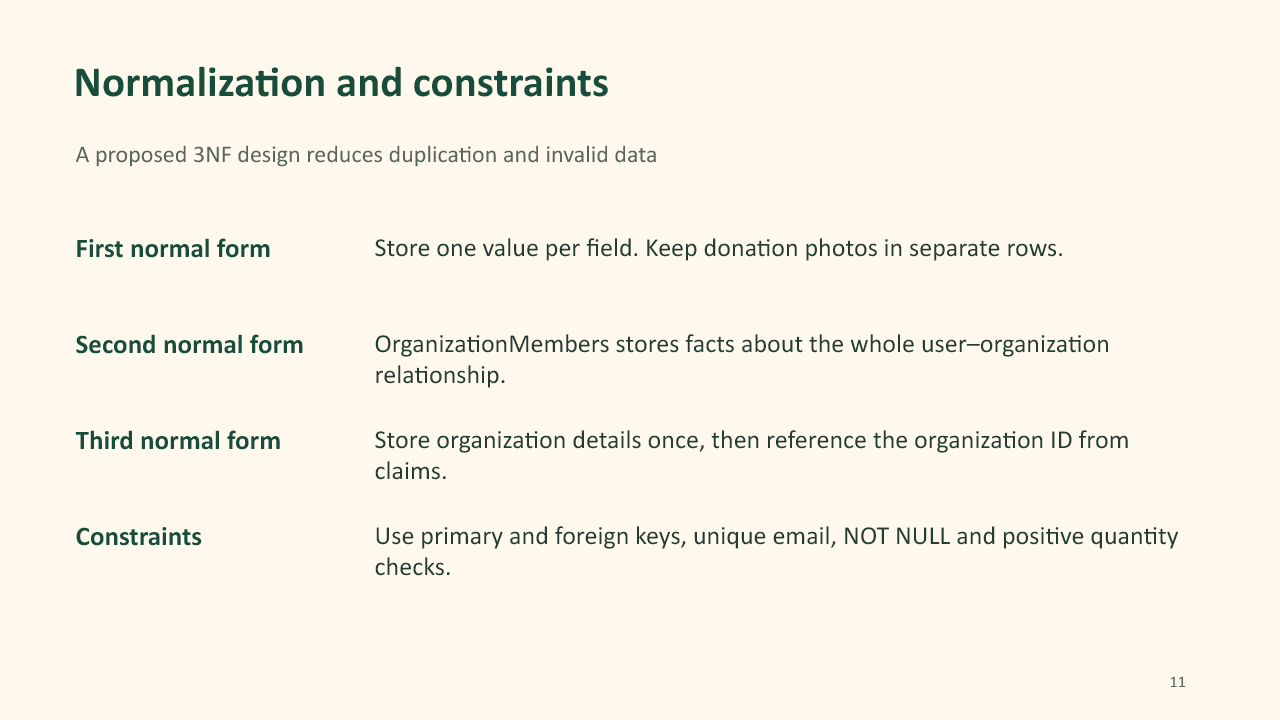 Normalization and constraints
A proposed 3NF design reduces duplication and invalid data
First normal form
Store one value per field. Keep donation photos in separate rows.
Second normal form
OrganizationMembers stores facts about the whole user–organization
relationship.
Third normal form
Store organization details once, then reference the organization ID from
claims.
Constraints
Use primary and foreign keys, unique email, NOT NULL and positive quantity
checks.
11